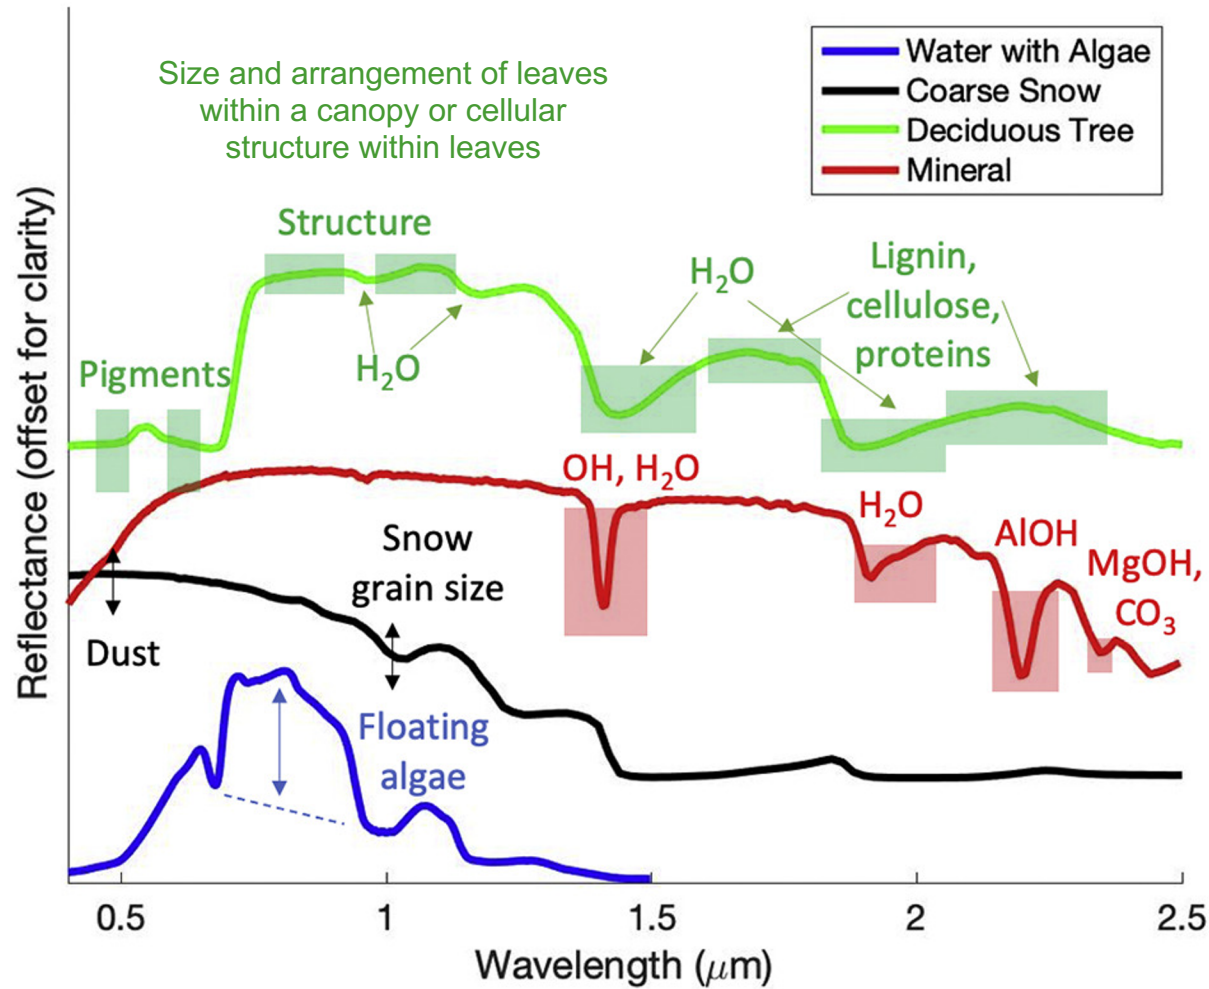 Size and arrangement of leaves
within a canopy or cellular
structure within leaves
Water with Algae
Coarse Snow
Deciduous Tree
Mineral
Structure
H₂O
Lignin,
cellulose,
proteins
Pigments
H₂O
OH, H₂O
H₂O
AlOH
MgOH,
CO₃
Snow
grain size
Dust
Floating
algae
Reflectance (offset for clarity)
0.5
1
1.5
2
2.5
Wavelength (μm)